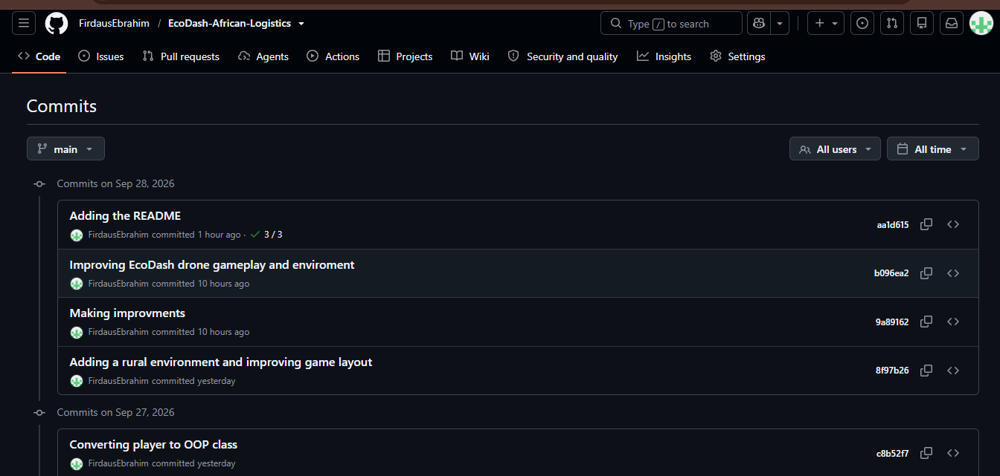 FirdausEbrahim / EcoDash-African-Logistics
Type / to search
Code Issues Pull requests Agents Actions Projects Wiki Security and quality Insights Settings
Commits
main
All users All time
Commits on Sep 28, 2026
Adding the README
FirdausEbrahim committed 1 hour ago · 3 / 3
aa1d615
Improving EcoDash drone gameplay and enviroment
FirdausEbrahim committed 10 hours ago
b096ea2
Making improvments
FirdausEbrahim committed 10 hours ago
9a89162
Adding a rural environment and improving game layout
FirdausEbrahim committed yesterday
8f97b26
Commits on Sep 27, 2026
Converting player to OOP class
FirdausEbrahim committed yesterday
c8b52f7